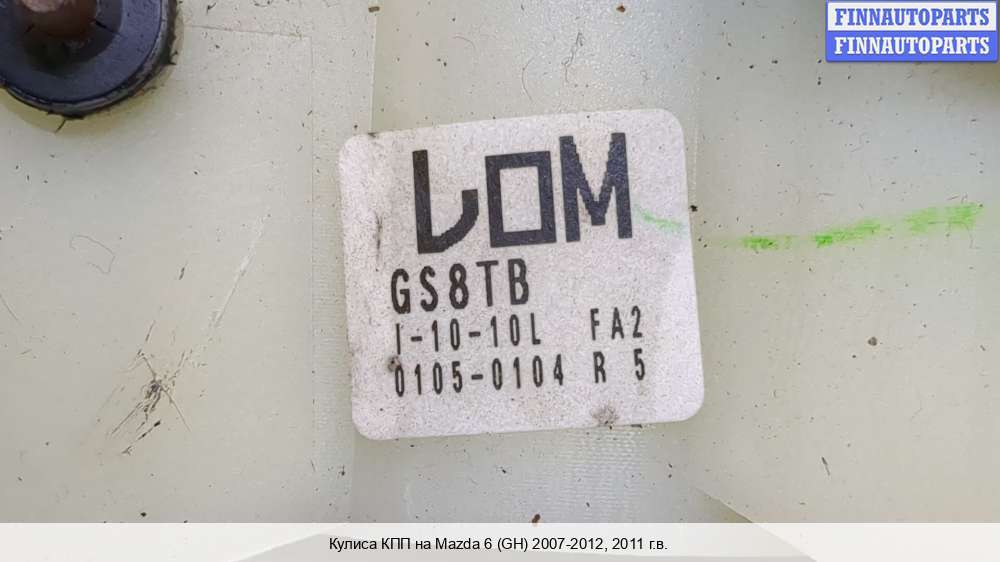 FINNAUTOPARTS
FINNAUTOPARTS
LOM
GS8TB
I-10-10L FA2
0105-0104 R 5
Кулиса КПП на Mazda 6 (GH) 2007-2012, 2011 г.в.